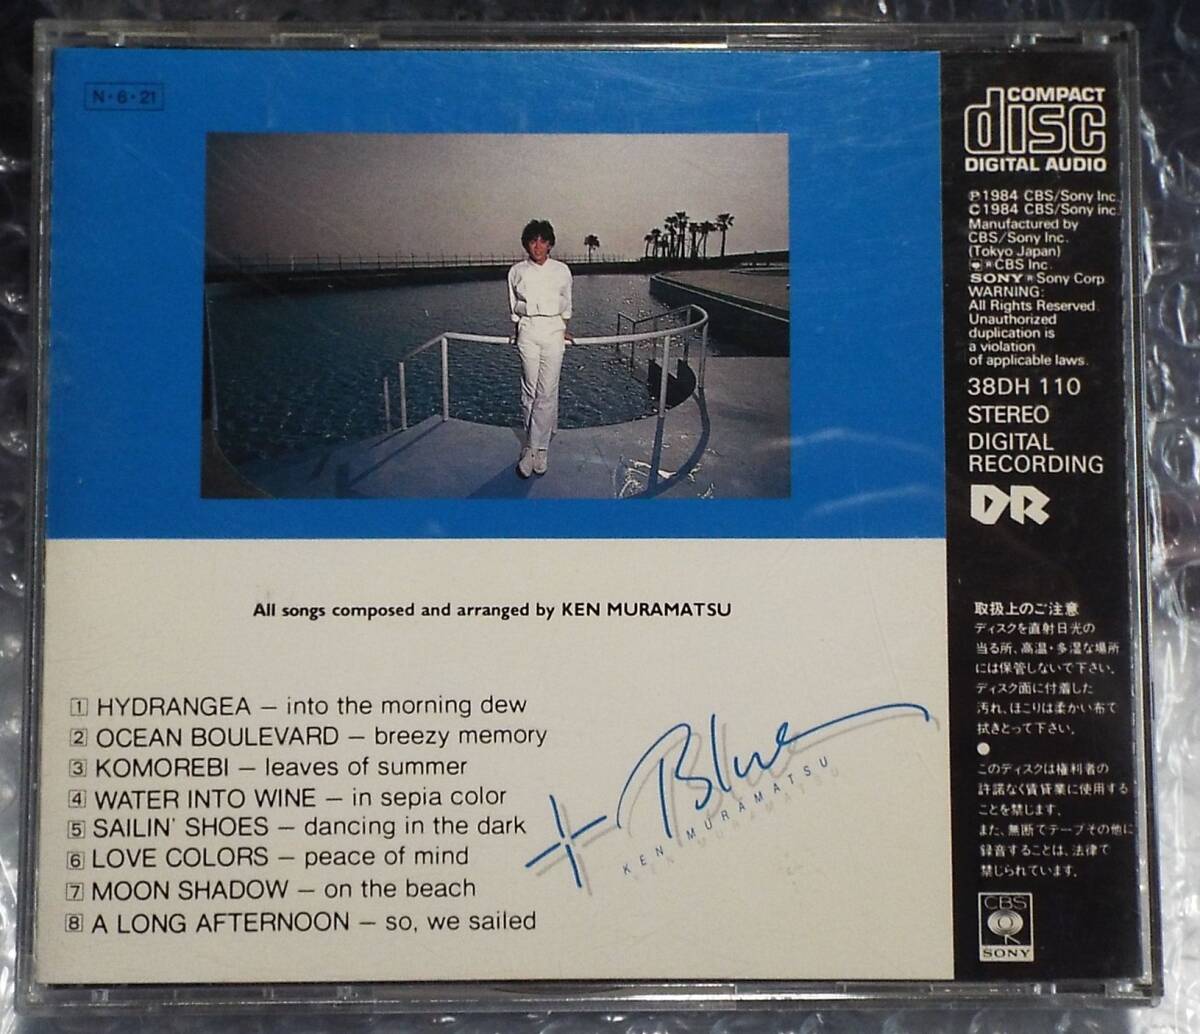 N・6・21
All songs composed and arranged by KEN MURAMATSU
1 HYDRANGEA – into the morning dew
2 OCEAN BOULEVARD – breezy memory
3 KOMOREBI – leaves of summer
4 WATER INTO WINE – in sepia color
5 SAILIN' SHOES – dancing in the dark
6 LOVE COLORS – peace of mind
7 MOON SHADOW – on the beach
8 A LONG AFTERNOON – so, we sailed
+Blue
KEN MURAMATSU
COMPACT
disc
DIGITAL AUDIO
℗1984 CBS/Sony Inc.
©1984 CBS/Sony inc.
Manufactured by
CBS/Sony Inc.
(Tokyo Japan)
®CBS Inc.
SONY®Sony Corp.
WARNING:
All Rights Reserved.
Unauthorized
duplication is
a violation
of applicable laws.
38DH 110
STEREO
DIGITAL
RECORDING
DR
取扱上のご注意
ディスクを直射日光の
当る所、高温・多湿な場所
には保管しないで下さい。
ディスク面に付着した
汚れ、ほこりは柔かい布で
拭きとって下さい。
●
このディスクは権利者の
許諾なく賃貸業に使用する
ことを禁じます。
また、無断でテープその他に
録音することは、法律で
禁じられています。
CBS
SONY